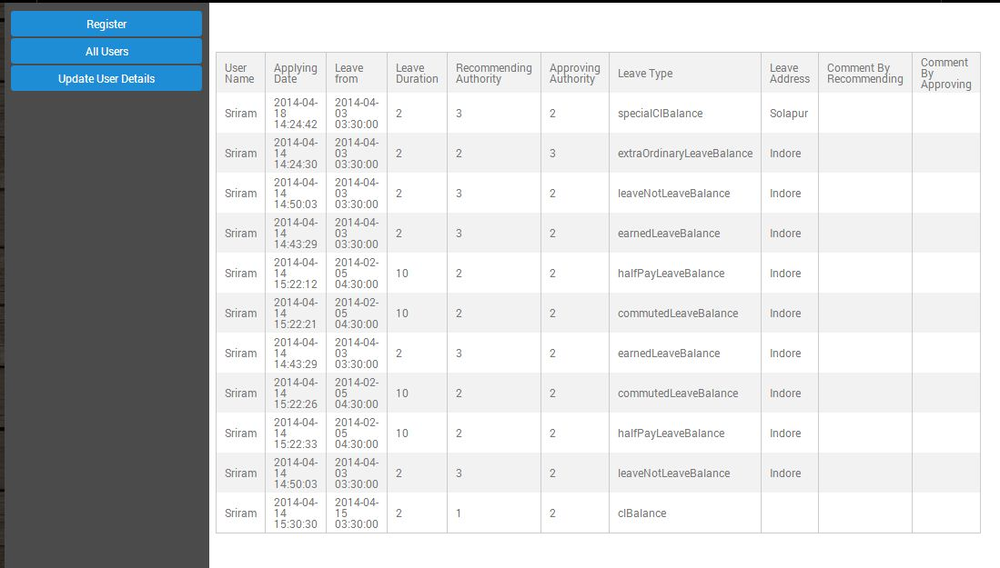 Register
All Users
Update User Details
User Name Applying Date Leave from Leave Duration Recommending Authority Approving Authority Leave Type Leave Address Comment By Recommending Comment By Approving
Sriram 2014-04-18 14:24:42 2014-04-03 03:30:00 2 3 2 specialClBalance Solapur
Sriram 2014-04-14 14:24:30 2014-04-03 03:30:00 2 2 3 extraOrdinaryLeaveBalance Indore
Sriram 2014-04-14 14:50:03 2014-04-03 03:30:00 2 3 2 leaveNotLeaveBalance Indore
Sriram 2014-04-14 14:43:29 2014-04-03 03:30:00 2 3 2 earnedLeaveBalance Indore
Sriram 2014-04-14 15:22:12 2014-02-05 04:30:00 10 2 2 halfPayLeaveBalance Indore
Sriram 2014-04-14 15:22:21 2014-02-05 04:30:00 10 2 2 commutedLeaveBalance Indore
Sriram 2014-04-14 14:43:29 2014-04-03 03:30:00 2 3 2 earnedLeaveBalance Indore
Sriram 2014-04-14 15:22:26 2014-02-05 04:30:00 10 2 2 commutedLeaveBalance Indore
Sriram 2014-04-14 15:22:33 2014-02-05 04:30:00 10 2 2 halfPayLeaveBalance Indore
Sriram 2014-04-14 14:50:03 2014-04-03 03:30:00 2 3 2 leaveNotLeaveBalance Indore
Sriram 2014-04-14 15:30:30 2014-04-15 03:30:00 2 1 2 clBalance